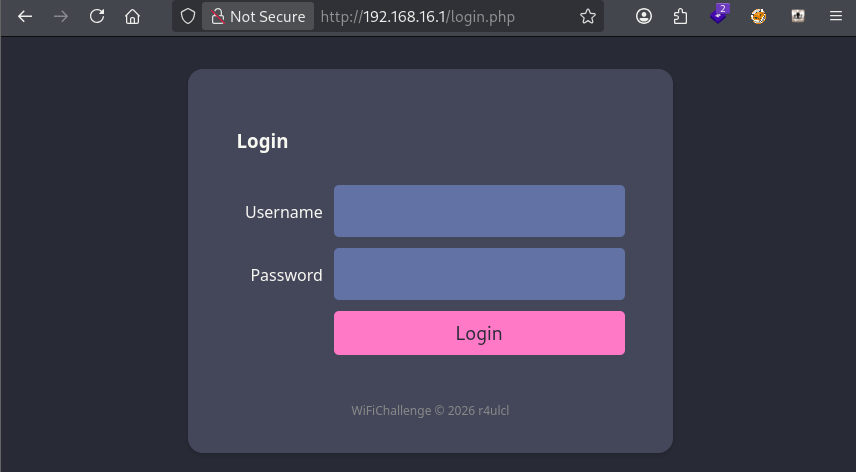 Not Secure http://192.168.16.1/login.php
2
Login
Username
Password
Login
WiFiChallenge © 2026 r4ulcl